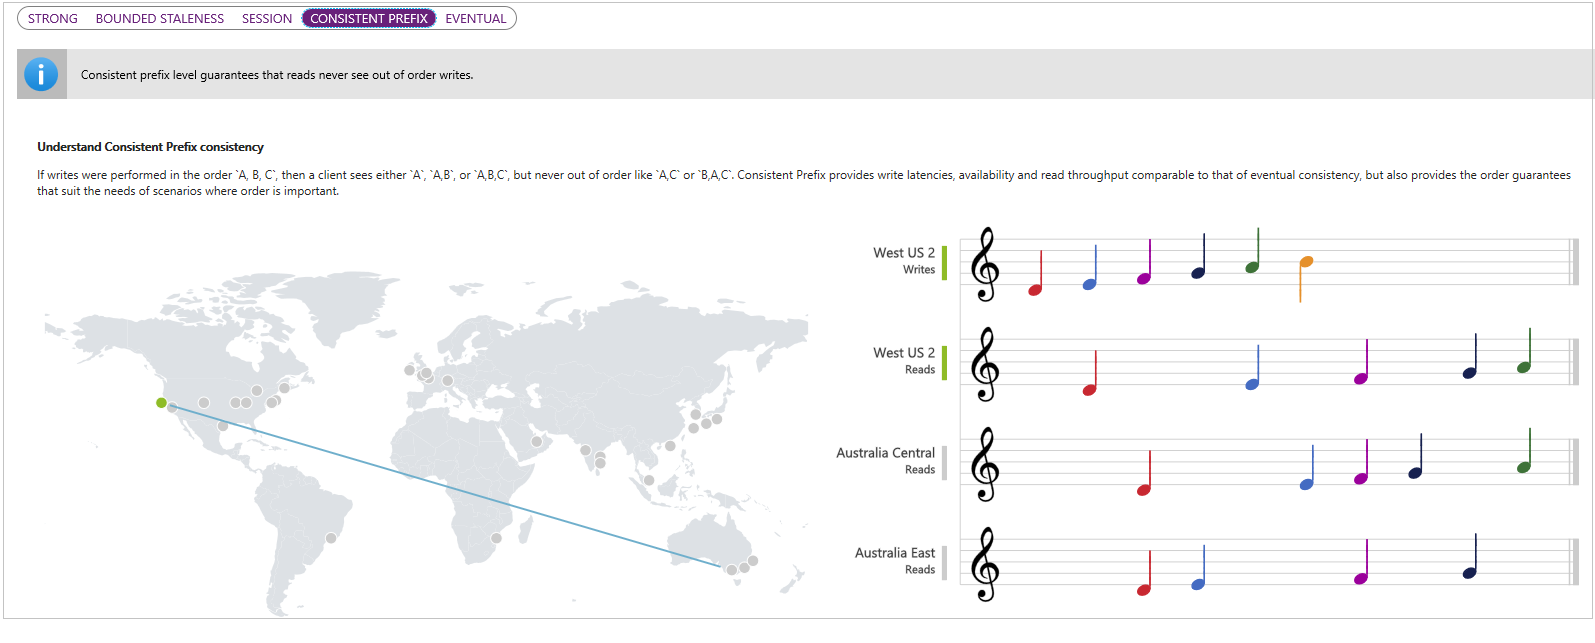 STRONG BOUNDED STALENESS SESSION CONSISTENT PREFIX EVENTUAL
Consistent prefix level guarantees that reads never see out of order writes.
Understand Consistent Prefix consistency
If writes were performed in the order `A, B, C`, then a client sees either `A`, `A,B`, or `A,B,C`, but never out of order like `A,C` or `B,A,C`. Consistent Prefix provides write latencies, availability and read throughput comparable to that of eventual consistency, but also provides the order guarantees
that suit the needs of scenarios where order is important.
West US 2
Writes
West US 2
Reads
Australia Central
Reads
Australia East
Reads